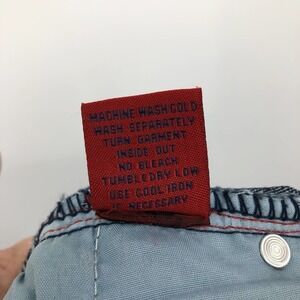 MACHINE WASH COLD
WASH SEPARATELY
TURN GARMENT
INSIDE OUT
NO BLEACH
TUMBLE DRY LOW
USE COOL IRON
IF NECESSARY